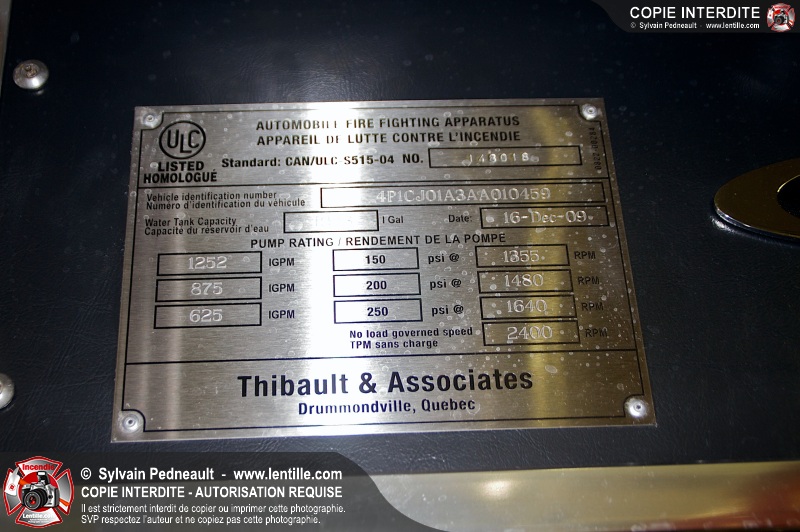 COPIE INTERDITE
© Sylvain Pedneault - www.lentille.com
ULC
LISTED
HOMOLOGUÉ
AUTOMOBILE FIRE FIGHTING APPARATUS
APPAREIL DE LUTTE CONTRE L'INCENDIE
Standard: CAN/ULC S515-04 NO.
Vehicle identification number
Numéro d'identification du véhicule
4P1CJ01A3AA010459
Water Tank Capacity
Capacite du reservoir d'eau
I Gal
Date: 16-Dec-09
PUMP RATING / RENDEMENT DE LA POMPE
1252 IGPM 150 psi @ 1355 RPM
875 IGPM 200 psi @ 1480 RPM
625 IGPM 250 psi @ 1640 RPM
No load governed speed
TPM sans charge
2400 RPM
Thibault & Associates
Drummondville, Quebec
Incendie
© Sylvain Pedneault - www.lentille.com
COPIE INTERDITE - AUTORISATION REQUISE
Il est strictement interdit de copier ou imprimer cette photographie.
SVP respectez l'auteur et ne copiez pas cette photographie.